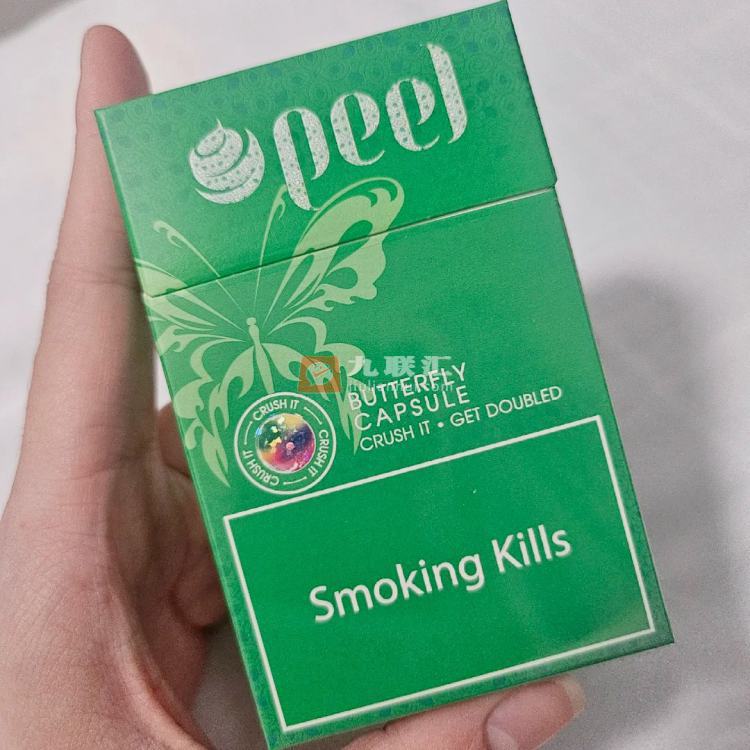 peel
九联汇
BUTTERFLY
CAPSULE
CRUSH IT • GET DOUBLED
CRUSH IT
CRUSH IT
CRUSH IT
Smoking Kills